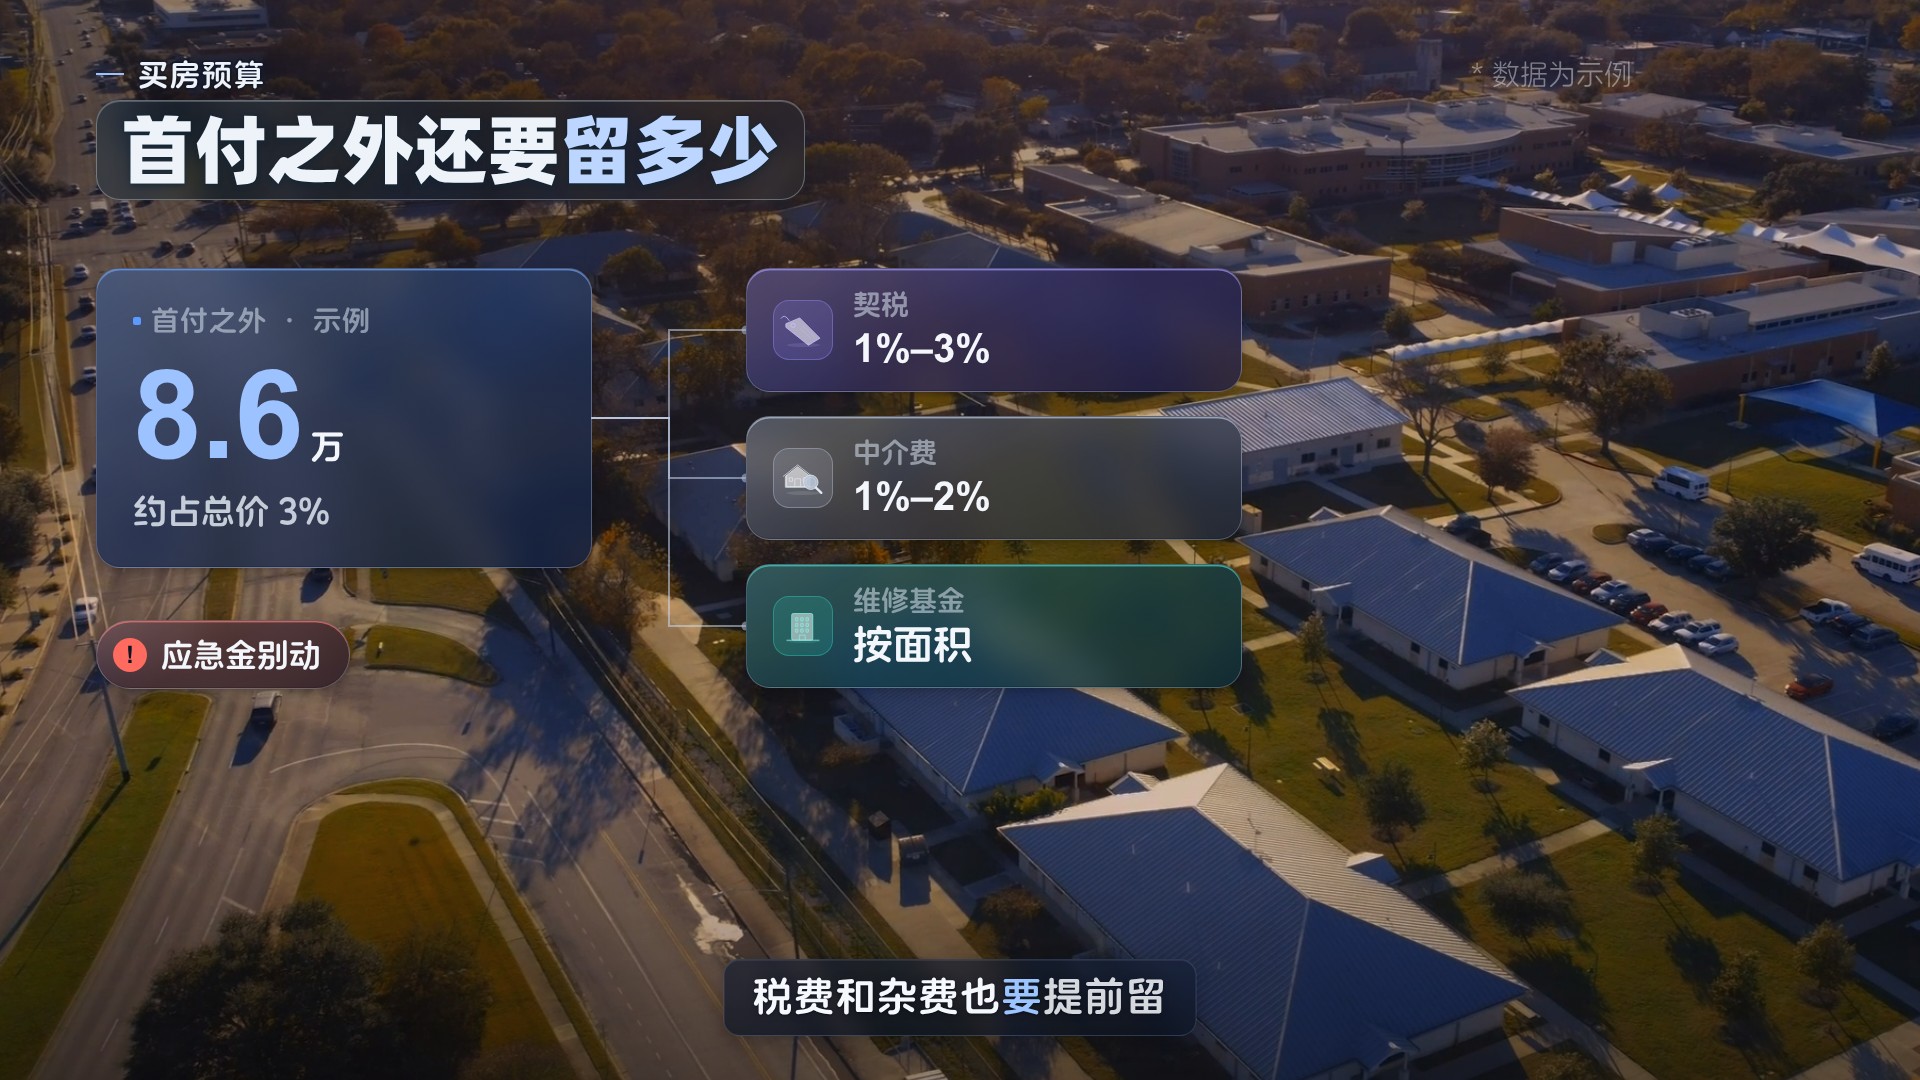 买房预算
* 数据为示例
首付之外还要留多少
首付之外 · 示例
8.6万
约占总价 3%
契税
1%–3%
中介费
1%–2%
维修基金
按面积
! 应急金别动
税费和杂费也要提前留